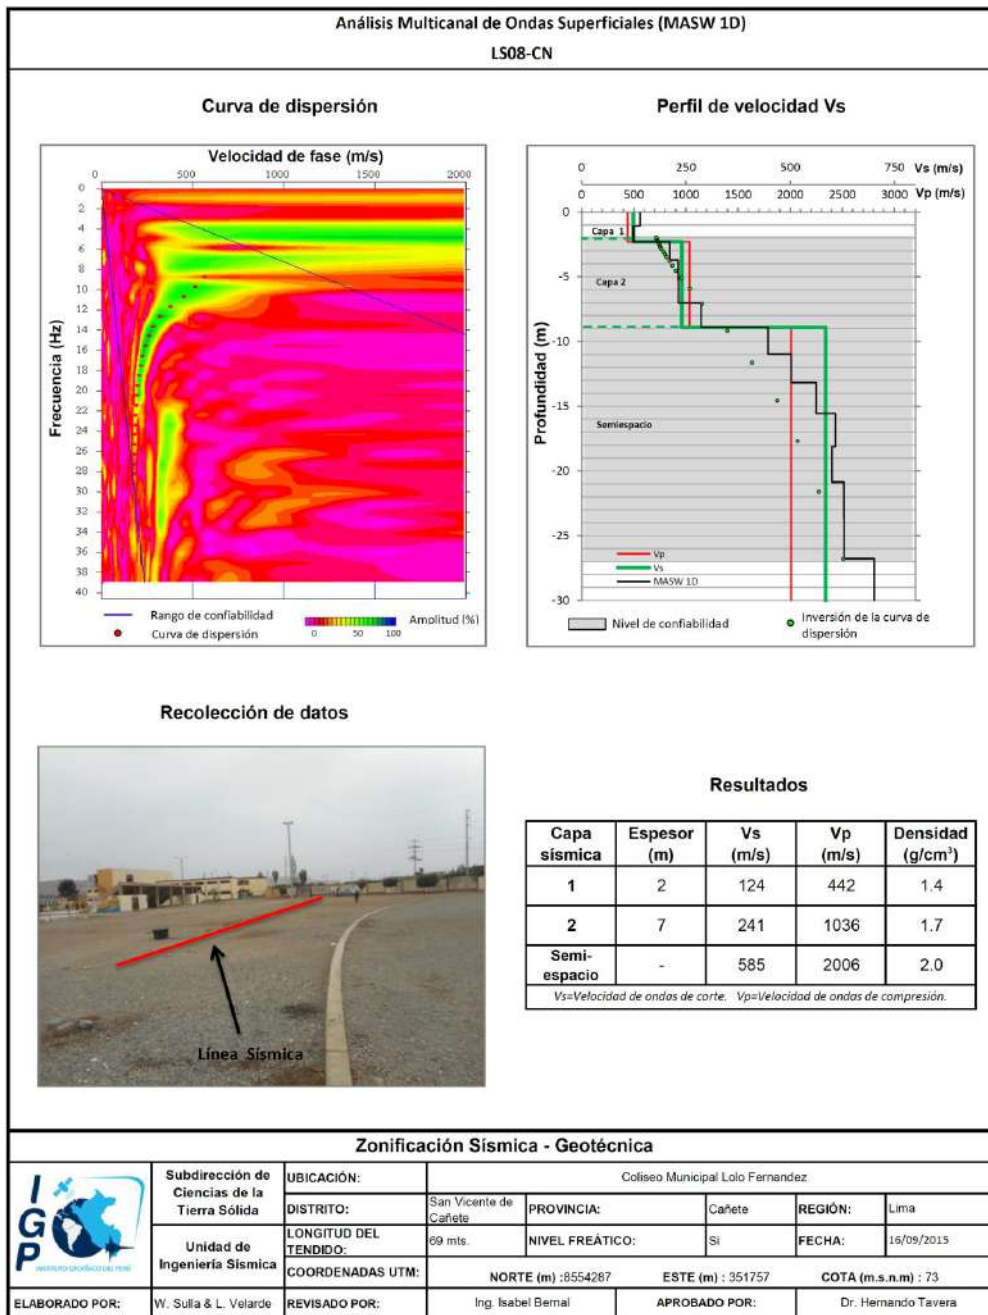 Análisis Multicanal de Ondas Superficiales (MASW 1D)
LS08-CN
Curva de dispersión
Velocidad de fase (m/s)
0 500 1000 1500 2000
Frecuencia (Hz)
0
2
4
6
8
10
12
14
16
18
20
22
24
26
28
30
32
34
36
38
40
Rango de confiabilidad
Curva de dispersión
Amplitud (%)
0 50 100
Perfil de velocidad Vs
0 250 500 750 Vs (m/s)
0 500 1000 1500 2000 2500 3000 Vp (m/s)
Profundidad (m)
0
-5
-10
-15
-20
-25
-30
Capa 1
Capa 2
Semiespacio
Vp
Vs
MASW 1D
Nivel de confiabilidad
Inversión de la curva de
dispersión
Recolección de datos
Línea Sísmica
Resultados
Capa sísmica Espesor (m) Vs (m/s) Vp (m/s) Densidad (g/cm³)
1 2 124 442 1.4
2 7 241 1036 1.7
Semi-espacio - 585 2006 2.0
Vs=Velocidad de ondas de corte. Vp=Velocidad de ondas de compresión.
Zonificación Sísmica - Geotécnica
IGP
INSTITUTO GEOFÍSICO DEL PERÚ
Subdirección de
Ciencias de la
Tierra Sólida
Unidad de
Ingeniería Sísmica
UBICACIÓN: Coliseo Municipal Lolo Fernandez
DISTRITO: San Vicente de Cañete PROVINCIA: Cañete REGIÓN: Lima
LONGITUD DEL TENDIDO: 69 mts. NIVEL FREÁTICO: Si FECHA: 16/09/2015
COORDENADAS UTM: NORTE (m) :8554287 ESTE (m) : 351757 COTA (m.s.n.m) : 73
ELABORADO POR: W. Sulla & L. Velarde REVISADO POR: Ing. Isabel Bernal APROBADO POR: Dr. Hernando Tavera